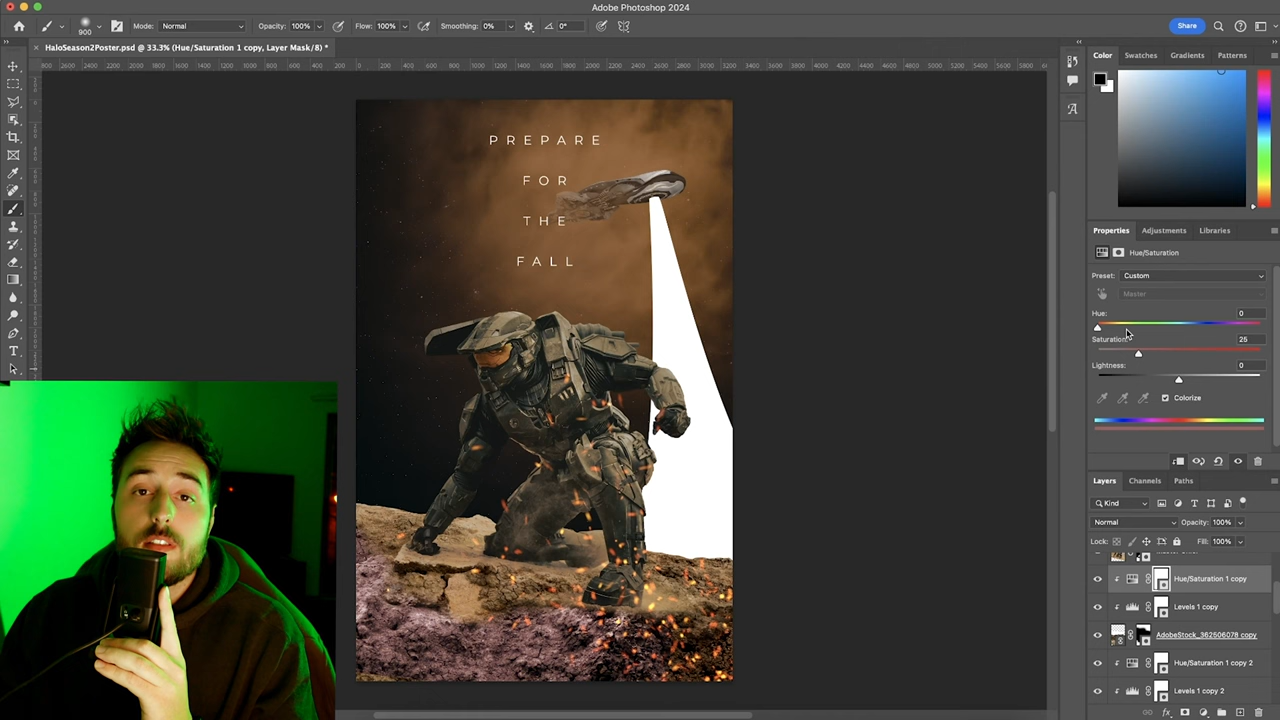 Adobe Photoshop 2024
900
Mode: Normal
Opacity: 100%
Flow: 100%
Smoothing: 0%
0°
Share
HaloSeason2Poster.psd @ 33.3% (Hue/Saturation 1 copy, Layer Mask/8) *
Color
Swatches
Gradients
Patterns
PREPARE
FOR
THE
FALL
Properties
Adjustments
Libraries
Hue/Saturation
Preset: Custom
Master
Hue: 0
Saturation: 25
Lightness: 0
Colorize
Layers
Channels
Paths
Kind
Normal
Opacity: 100%
Lock:
Fill: 100%
Hue/Saturation 1 copy
Levels 1 copy
AdobeStock_362506078 copy
Hue/Saturation 1 copy 2
Levels 1 copy 2